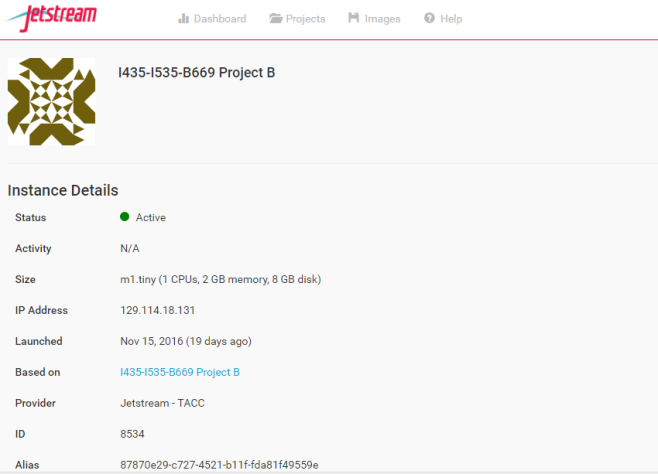 Jetstream
Dashboard Projects Images Help
I435-I535-B669 Project B
Instance Details
Status Active
Activity N/A
Size m1.tiny (1 CPUs, 2 GB memory, 8 GB disk)
IP Address 129.114.18.131
Launched Nov 15, 2016 (19 days ago)
Based on I435-I535-B669 Project B
Provider Jetstream - TACC
ID 8534
Alias 87870e29-c727-4521-b11f-fda81f49559e